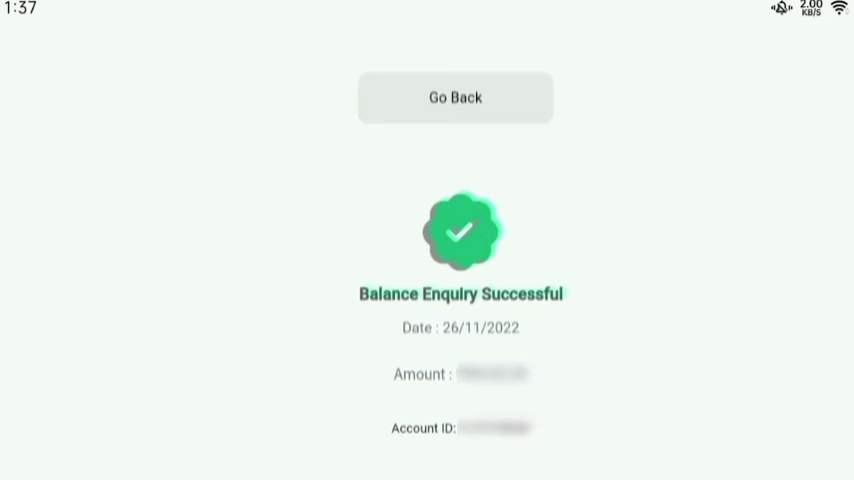 1:37
2.00
KB/S
Go Back
Balance Enquiry Successful
Date : 26/11/2022
Amount :
Account ID: